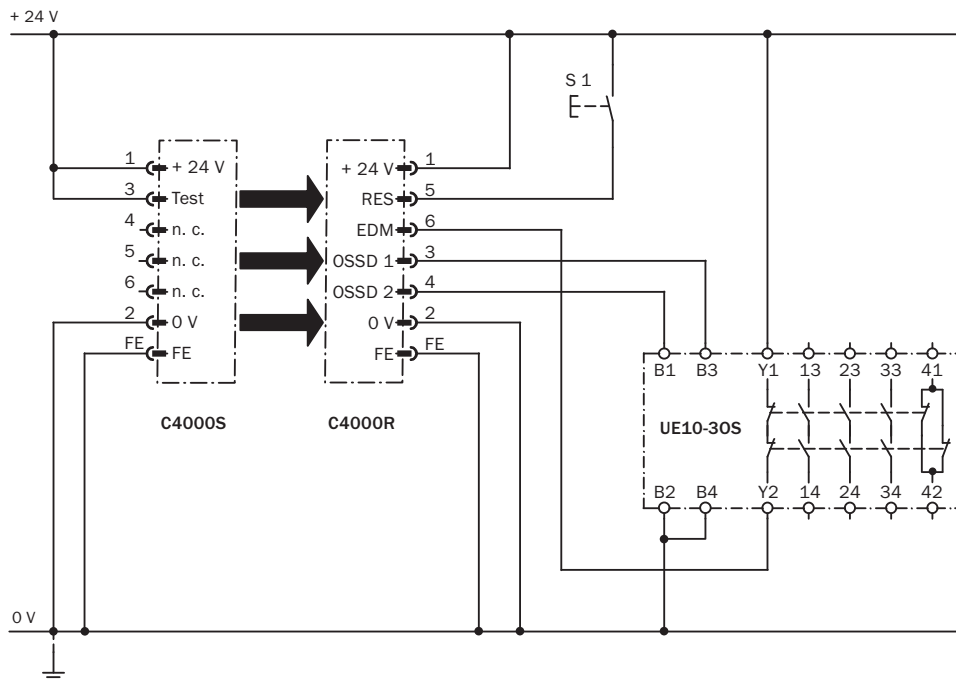 + 24 V
S 1
1 + 24 V
3 Test
4 n. c.
5 n. c.
6 n. c.
2 0 V
FE FE
C4000S
+ 24 V 1
RES 5
EDM 6
OSSD 1 3
OSSD 2 4
0 V 2
FE FE
C4000R
B1 B3 Y1 13 23 33 41
UE10-30S
B2 B4 Y2 14 24 34 42
0 V